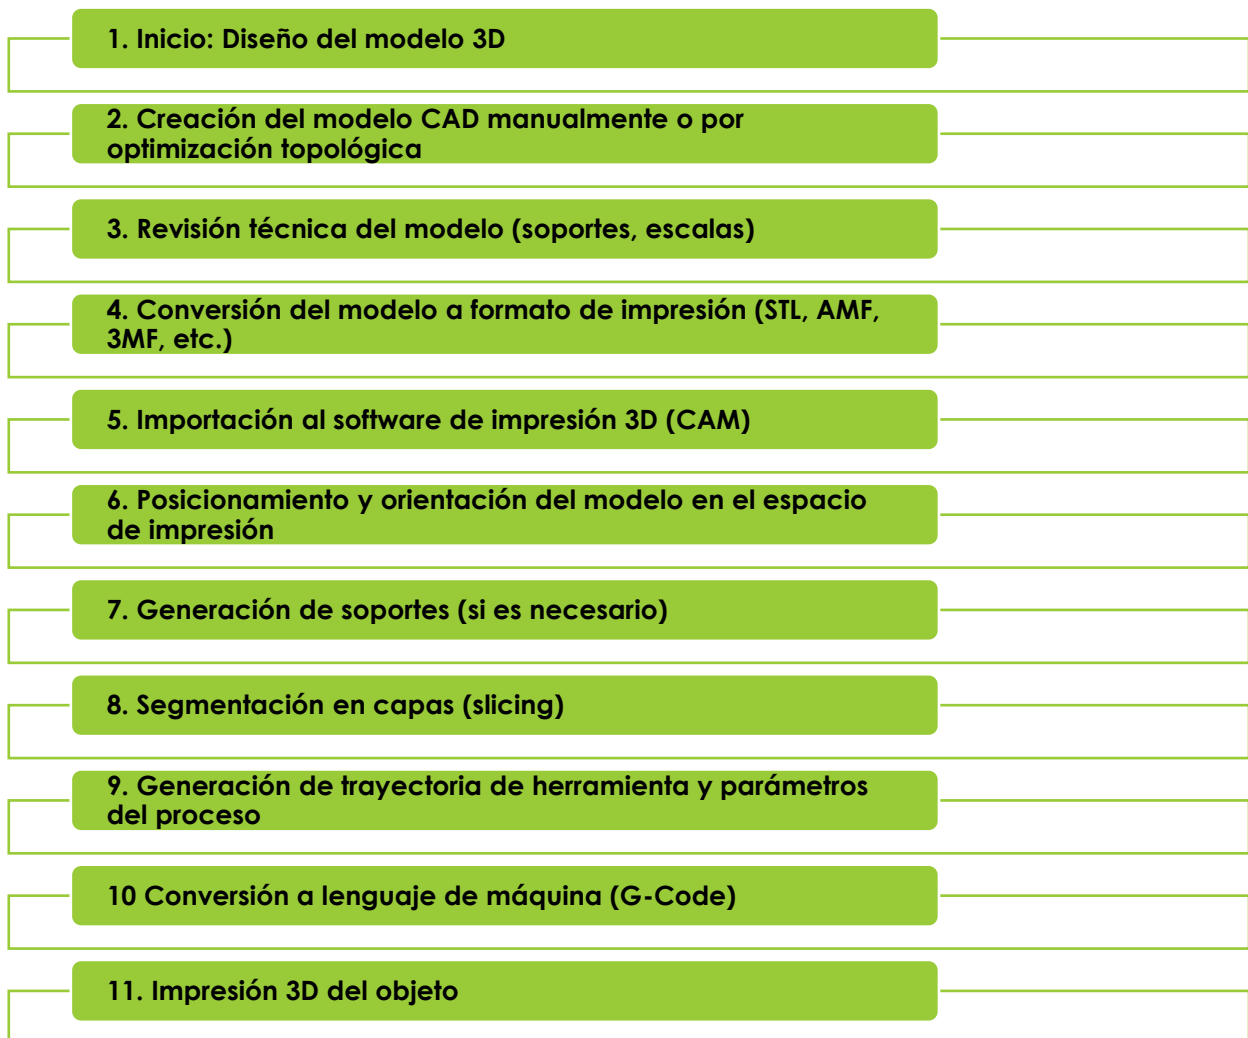 1. Inicio: Diseño del modelo 3D
2. Creación del modelo CAD manualmente o por
optimización topológica
3. Revisión técnica del modelo (soportes, escalas)
4. Conversión del modelo a formato de impresión (STL, AMF,
3MF, etc.)
5. Importación al software de impresión 3D (CAM)
6. Posicionamiento y orientación del modelo en el espacio
de impresión
7. Generación de soportes (si es necesario)
8. Segmentación en capas (slicing)
9. Generación de trayectoria de herramienta y parámetros
del proceso
10 Conversión a lenguaje de máquina (G-Code)
11. Impresión 3D del objeto